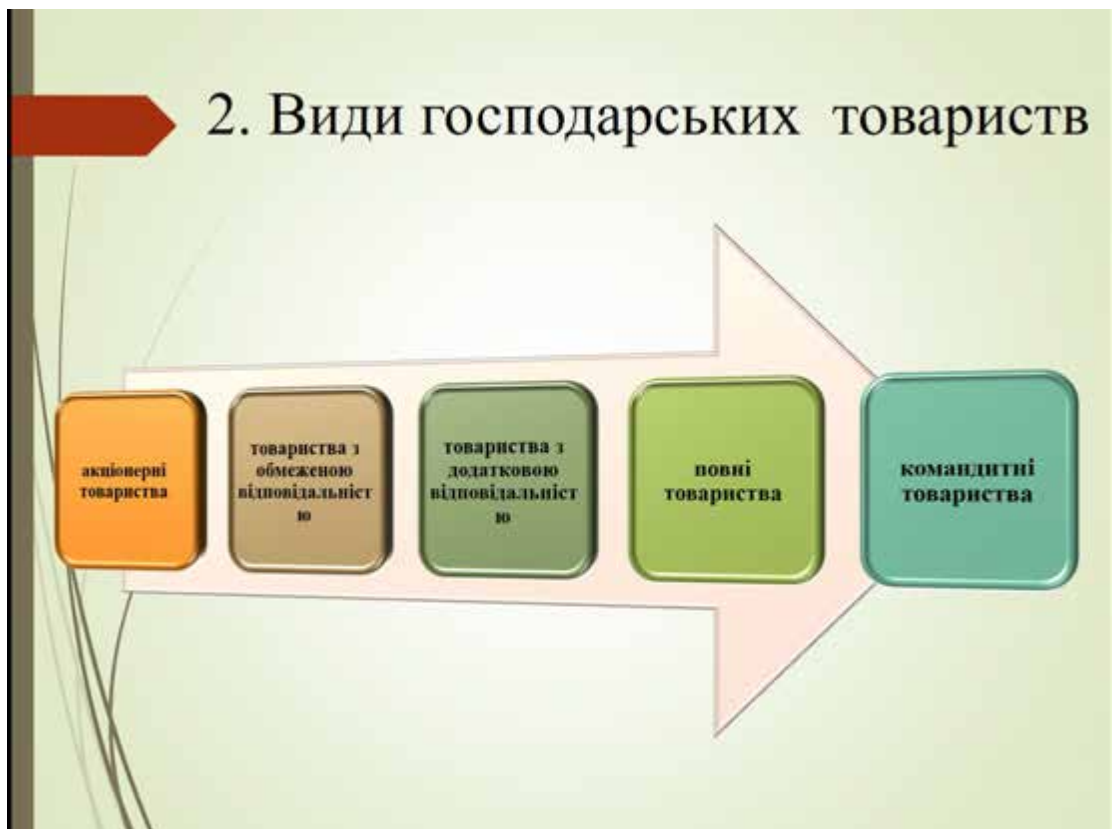 2. Види господарських товариств
акціонерні
товариства
товариства з
обмеженою
відповідальніст
ю
товариства з
додатковою
відповідальніст
ю
повні
товариства
командитні
товариства